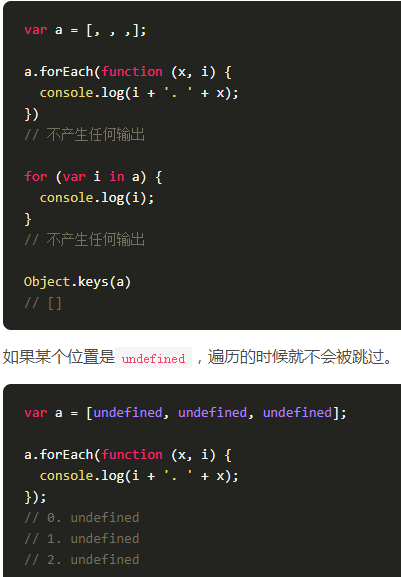 var a = [, , ,];
a.forEach(function (x, i) {
  console.log(i + '. ' + x);
})
// 不产生任何输出
for (var i in a) {
  console.log(i);
}
// 不产生任何输出
Object.keys(a)
// []
如果某个位置是 undefined ，遍历的时候就不会被跳过。
var a = [undefined, undefined, undefined];
a.forEach(function (x, i) {
  console.log(i + '. ' + x);
});
// 0. undefined
// 1. undefined
// 2. undefined